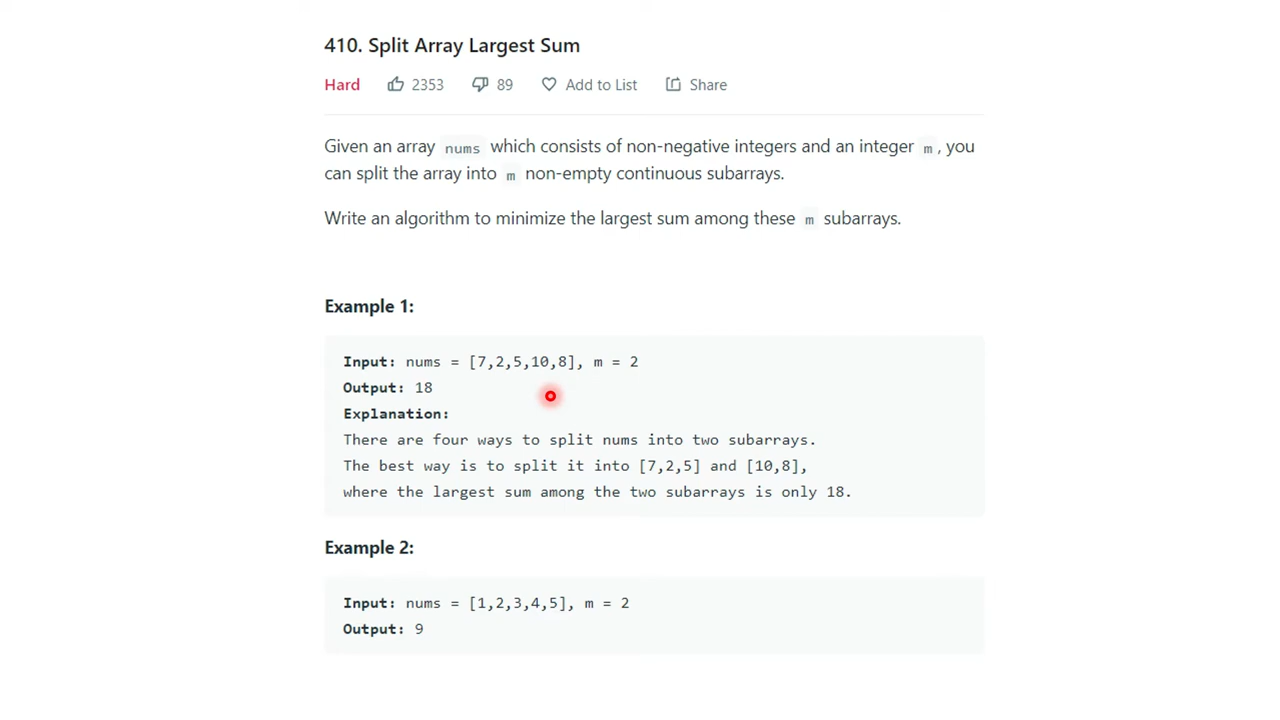 410. Split Array Largest Sum
Hard 2353 89 Add to List Share
Given an array nums which consists of non-negative integers and an integer m, you
can split the array into m non-empty continuous subarrays.
Write an algorithm to minimize the largest sum among these m subarrays.
Example 1:
Input: nums = [7,2,5,10,8], m = 2
Output: 18
Explanation:
There are four ways to split nums into two subarrays.
The best way is to split it into [7,2,5] and [10,8],
where the largest sum among the two subarrays is only 18.
Example 2:
Input: nums = [1,2,3,4,5], m = 2
Output: 9